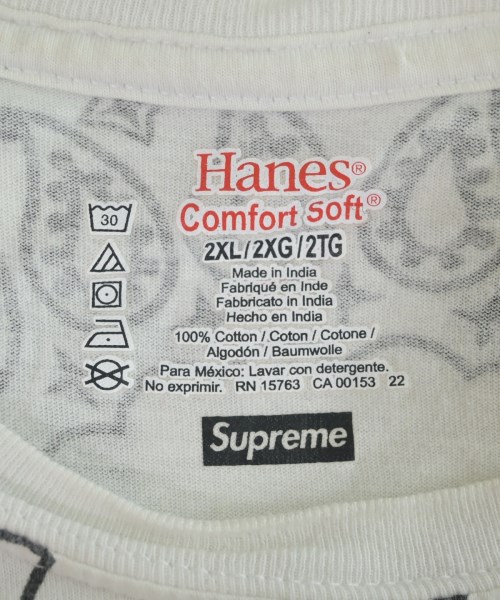 Hanes®
Comfort Soft®
2XL/2XG/2TG
30
Made in India
Fabriqué en Inde
Fabbricato in India
Hecho en India
100% Cotton / Coton / Cotone /
Algodón / Baumwolle
Para México: Lavar con detergente.
No exprimir. RN 15763 CA 00153 22
Supreme